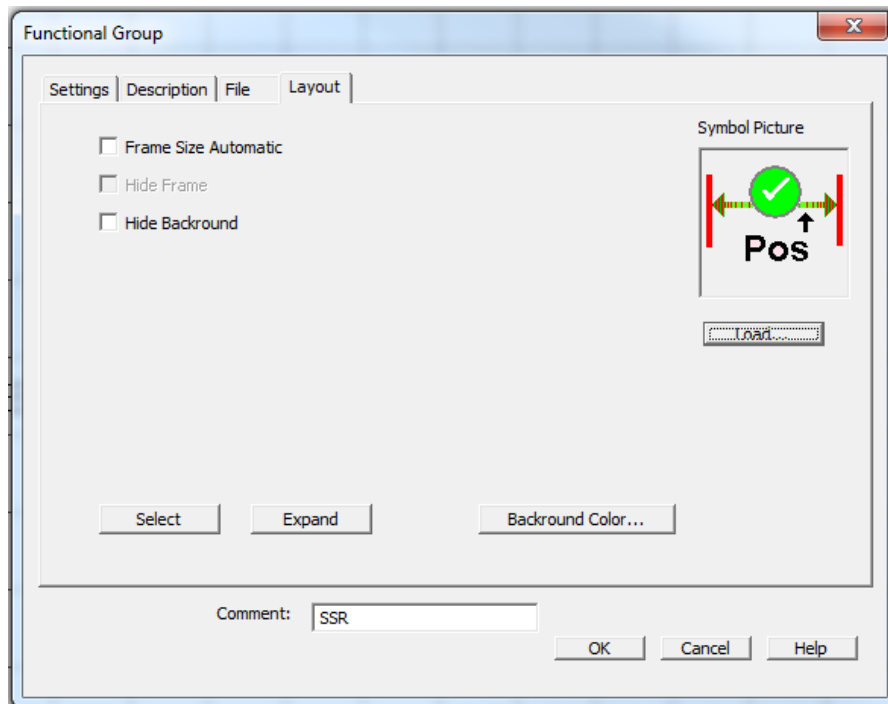 Functional Group
Settings Description File Layout
Symbol Picture
Frame Size Automatic
Hide Frame
Hide Backround
Pos
Load...
Select Expand Backround Color...
Comment: SSR
OK Cancel Help